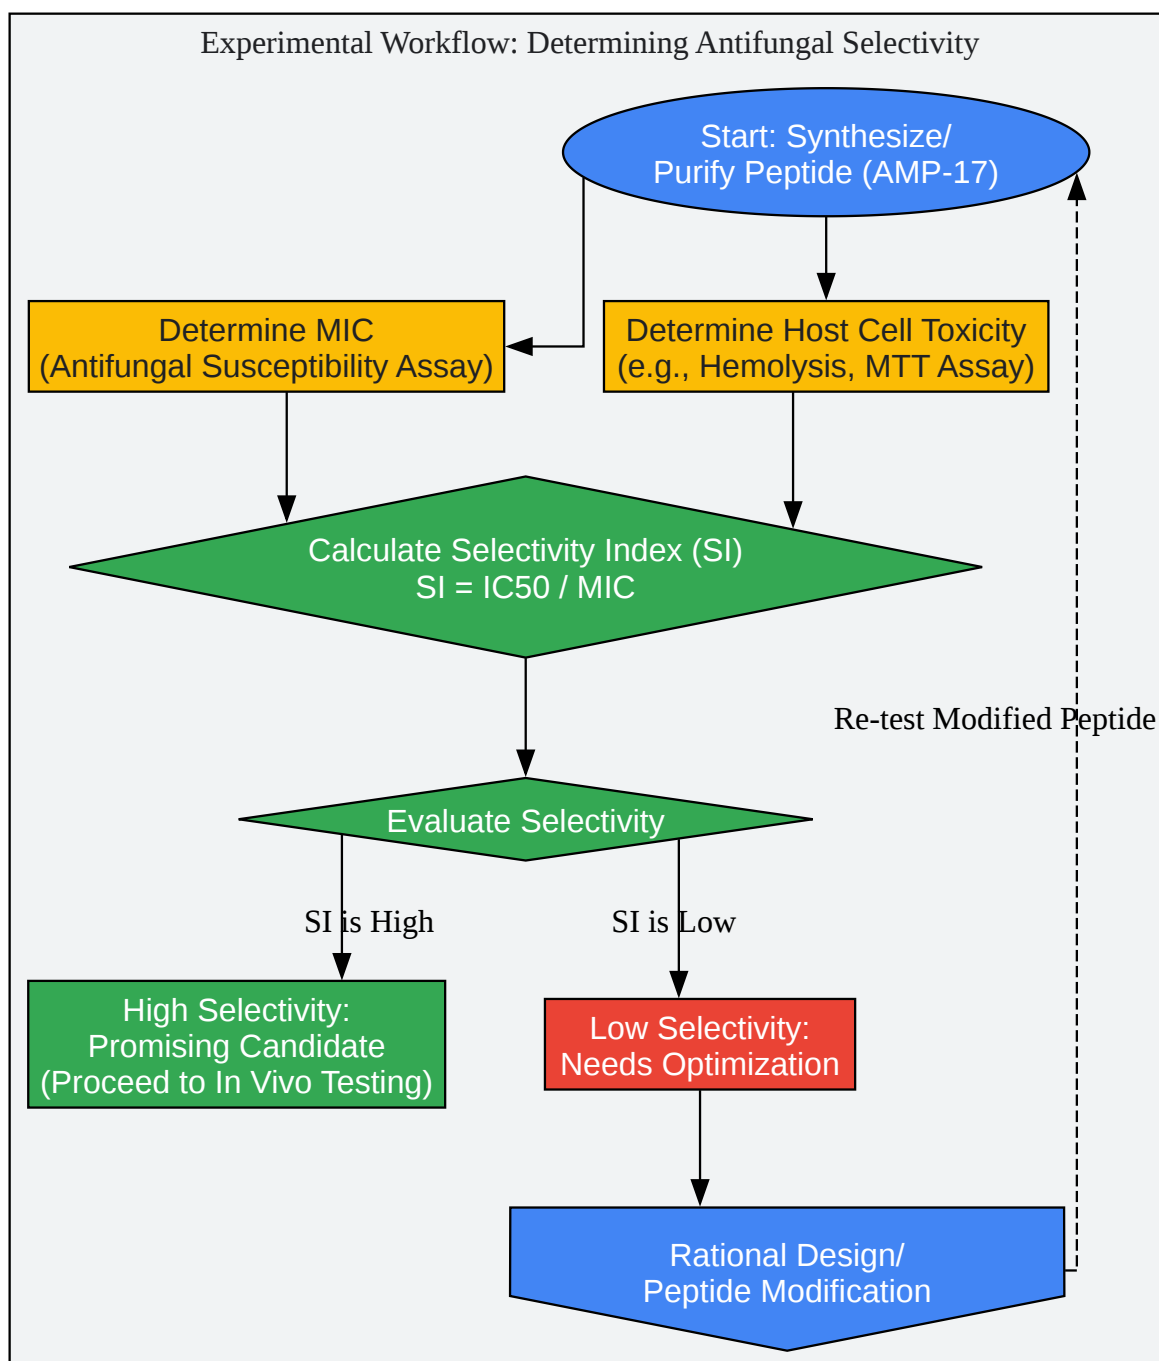 Experimental Workflow: Determining Antifungal Selectivity
Start: Synthesize/
Purify Peptide (AMP-17)
Determine MIC
(Antifungal Susceptibility Assay)
Determine Host Cell Toxicity
(e.g., Hemolysis, MTT Assay)
Calculate Selectivity Index (SI)
SI = IC50 / MIC
Re-test Modified Peptide
Evaluate Selectivity
SI is High
SI is Low
High Selectivity:
Promising Candidate
(Proceed to In Vivo Testing)
Low Selectivity:
Needs Optimization
Rational Design/
Peptide Modification